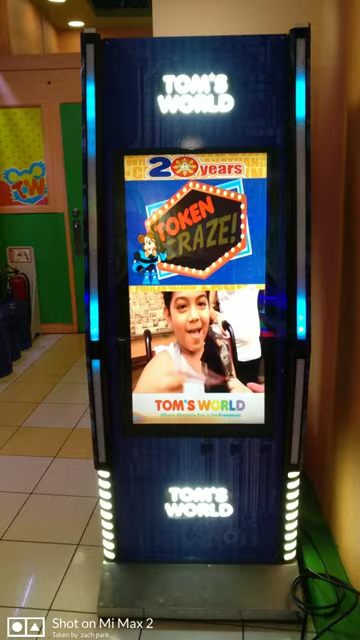 TOM'S
WORLD
20 years
TOKEN
CRAZE!
TOM'S WORLD
TOM'S
WORLD
T W
Shot on Mi Max 2
Taken by zach park